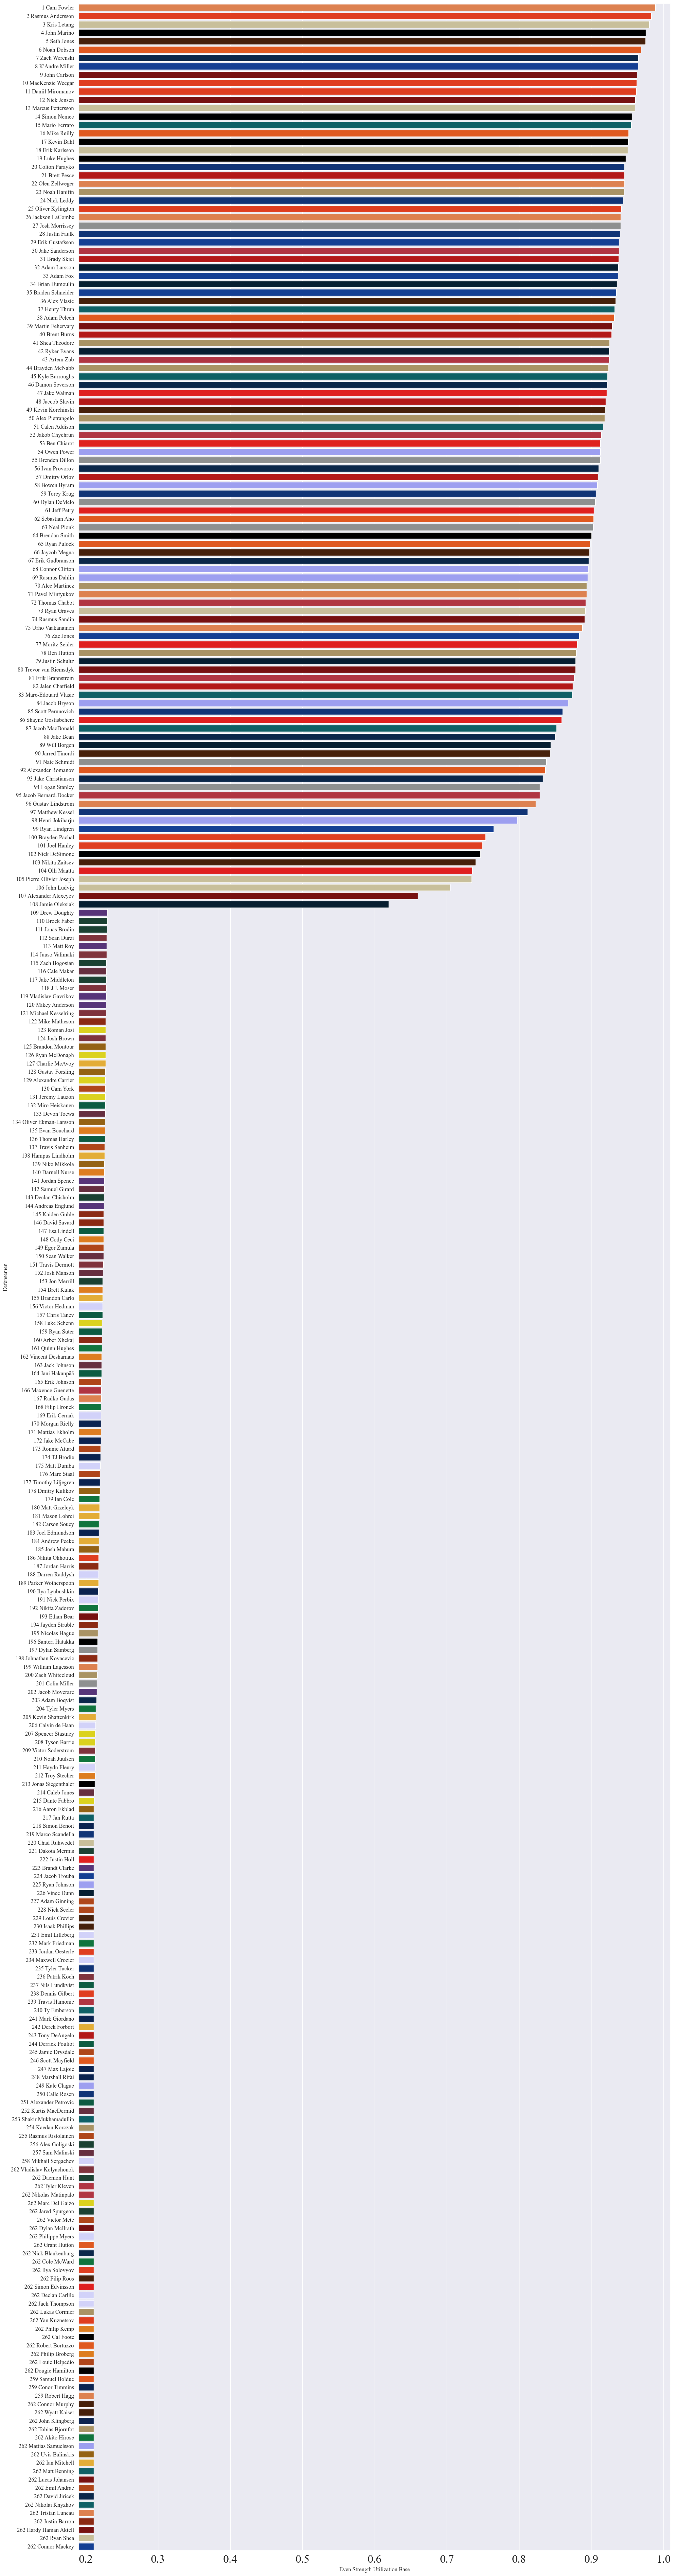 1 Cam Fowler
2 Rasmus Andersson
3 Kris Letang
4 John Marino
5 Seth Jones
6 Noah Dobson
7 Zach Werenski
8 K'Andre Miller
9 John Carlson
10 MacKenzie Weegar
11 Daniil Miromanov
12 Nick Jensen
13 Marcus Pettersson
14 Simon Nemec
15 Mario Ferraro
16 Mike Reilly
17 Kevin Bahl
18 Erik Karlsson
19 Luke Hughes
20 Colton Parayko
21 Brett Pesce
22 Olen Zellweger
23 Noah Hanifin
24 Nick Leddy
25 Oliver Kylington
26 Jackson LaCombe
27 Josh Morrissey
28 Justin Faulk
29 Erik Gustafsson
30 Jake Sanderson
31 Brady Skjei
32 Adam Larsson
33 Adam Fox
34 Brian Dumoulin
35 Braden Schneider
36 Alex Vlasic
37 Henry Thrun
38 Adam Pelech
39 Martin Fehervary
40 Brent Burns
41 Shea Theodore
42 Ryker Evans
43 Artem Zub
44 Brayden McNabb
45 Kyle Burroughs
46 Damon Severson
47 Jake Walman
48 Jaccob Slavin
49 Kevin Korchinski
50 Alex Pietrangelo
51 Calen Addison
52 Jakob Chychrun
53 Ben Chiarot
54 Owen Power
55 Brenden Dillon
56 Ivan Provorov
57 Dmitry Orlov
58 Bowen Byram
59 Torey Krug
60 Dylan DeMelo
61 Jeff Petry
62 Sebastian Aho
63 Neal Pionk
64 Brendan Smith
65 Ryan Pulock
66 Jaycob Megna
67 Erik Gudbranson
68 Connor Clifton
69 Rasmus Dahlin
70 Alec Martinez
71 Pavel Mintyukov
72 Thomas Chabot
73 Ryan Graves
74 Rasmus Sandin
75 Urho Vaakanainen
76 Zac Jones
77 Moritz Seider
78 Ben Hutton
79 Justin Schultz
80 Trevor van Riemsdyk
81 Erik Brannstrom
82 Jalen Chatfield
83 Marc-Edouard Vlasic
84 Jacob Bryson
85 Scott Perunovich
86 Shayne Gostisbehere
87 Jacob MacDonald
88 Jake Bean
89 Will Borgen
90 Jarred Tinordi
91 Nate Schmidt
92 Alexander Romanov
93 Jake Christiansen
94 Logan Stanley
95 Jacob Bernard-Docker
96 Gustav Lindstrom
97 Matthew Kessel
98 Henri Jokiharju
99 Ryan Lindgren
100 Brayden Pachal
101 Joel Hanley
102 Nick DeSimone
103 Nikita Zaitsev
104 Olli Maatta
105 Pierre-Olivier Joseph
106 John Ludvig
107 Alexander Alexeyev
108 Jamie Oleksiak
109 Drew Doughty
110 Brock Faber
111 Jonas Brodin
112 Sean Durzi
113 Matt Roy
114 Juuso Valimaki
115 Zach Bogosian
116 Cale Makar
117 Jake Middleton
118 J.J. Moser
119 Vladislav Gavrikov
120 Mikey Anderson
121 Michael Kesselring
122 Mike Matheson
123 Roman Josi
124 Josh Brown
125 Brandon Montour
126 Ryan McDonagh
127 Charlie McAvoy
128 Gustav Forsling
129 Alexandre Carrier
130 Cam York
131 Jeremy Lauzon
132 Miro Heiskanen
133 Devon Toews
134 Oliver Ekman-Larsson
135 Evan Bouchard
136 Thomas Harley
137 Travis Sanheim
138 Hampus Lindholm
139 Niko Mikkola
140 Darnell Nurse
141 Jordan Spence
142 Samuel Girard
143 Declan Chisholm
144 Andreas Englund
145 Kaiden Guhle
146 David Savard
147 Esa Lindell
148 Cody Ceci
149 Egor Zamula
150 Sean Walker
151 Travis Dermott
152 Josh Manson
153 Jon Merrill
154 Brett Kulak
155 Brandon Carlo
156 Victor Hedman
157 Chris Tanev
158 Luke Schenn
159 Ryan Suter
160 Arber Xhekaj
161 Quinn Hughes
162 Vincent Desharnais
163 Jack Johnson
164 Jani Hakanpää
165 Erik Johnson
166 Maxence Guenette
167 Radko Gudas
168 Filip Hronek
169 Erik Cernak
170 Morgan Rielly
171 Mattias Ekholm
172 Jake McCabe
173 Ronnie Attard
174 TJ Brodie
175 Matt Dumba
176 Marc Staal
177 Timothy Liljegren
178 Dmitry Kulikov
179 Ian Cole
180 Matt Grzelcyk
181 Mason Lohrei
182 Carson Soucy
183 Joel Edmundson
184 Andrew Peeke
185 Josh Mahura
186 Nikita Okhotiuk
187 Jordan Harris
188 Darren Raddysh
189 Parker Wotherspoon
190 Ilya Lyubushkin
191 Nick Perbix
192 Nikita Zadorov
193 Ethan Bear
194 Jayden Struble
195 Nicolas Hague
196 Santeri Hatakka
197 Dylan Samberg
198 Johnathan Kovacevic
199 William Lagesson
200 Zach Whitecloud
201 Colin Miller
202 Jacob Moverare
203 Adam Boqvist
204 Tyler Myers
205 Kevin Shattenkirk
206 Calvin de Haan
207 Spencer Stastney
208 Tyson Barrie
209 Victor Soderstrom
210 Noah Juulsen
211 Haydn Fleury
212 Troy Stecher
213 Jonas Siegenthaler
214 Caleb Jones
215 Dante Fabbro
216 Aaron Ekblad
217 Jan Rutta
218 Simon Benoit
219 Marco Scandella
220 Chad Ruhwedel
221 Dakota Mermis
222 Justin Holl
223 Brandt Clarke
224 Jacob Trouba
225 Ryan Johnson
226 Vince Dunn
227 Adam Ginning
228 Nick Seeler
229 Louis Crevier
230 Isaak Phillips
231 Emil Lilleberg
232 Mark Friedman
233 Jordan Oesterle
234 Maxwell Crozier
235 Tyler Tucker
236 Patrik Koch
237 Nils Lundkvist
238 Dennis Gilbert
239 Travis Hamonic
240 Ty Emberson
241 Mark Giordano
242 Derek Forbort
243 Tony DeAngelo
244 Derrick Pouliot
245 Jamie Drysdale
246 Scott Mayfield
247 Max Lajoie
248 Marshall Rifai
249 Kale Clague
250 Calle Rosen
251 Alexander Petrovic
252 Kurtis MacDermid
253 Shakir Mukhamadullin
254 Kaedan Korczak
255 Rasmus Ristolainen
256 Alex Goligoski
257 Sam Malinski
258 Mikhail Sergachev
262 Vladislav Kolyachonok
262 Daemon Hunt
262 Tyler Kleven
262 Nikolas Matinpalo
262 Marc Del Gaizo
262 Jared Spurgeon
262 Victor Mete
262 Dylan McIlrath
262 Philippe Myers
262 Grant Hutton
262 Nick Blankenburg
262 Cole McWard
262 Ilya Solovyov
262 Filip Roos
262 Simon Edvinsson
262 Declan Carlile
262 Jack Thompson
262 Lukas Cormier
262 Yan Kuznetsov
262 Philip Kemp
262 Cal Foote
262 Robert Bortuzzo
262 Philip Broberg
262 Louie Belpedio
262 Dougie Hamilton
259 Samuel Bolduc
259 Conor Timmins
259 Robert Hagg
262 Connor Murphy
262 Wyatt Kaiser
262 John Klingberg
262 Tobias Bjornfot
262 Akito Hirose
262 Mattias Samuelsson
262 Uvis Balinskis
262 Ian Mitchell
262 Matt Benning
262 Lucas Johansen
262 Emil Andrae
262 David Jiricek
262 Nikolai Knyzhov
262 Tristan Luneau
262 Justin Barron
262 Hardy Haman Aktell
262 Ryan Shea
262 Connor Mackey
Defensemen
0.2 0.3 0.4 0.5 0.6 0.7 0.8 0.9 1.0
Even Strength Utilization Base